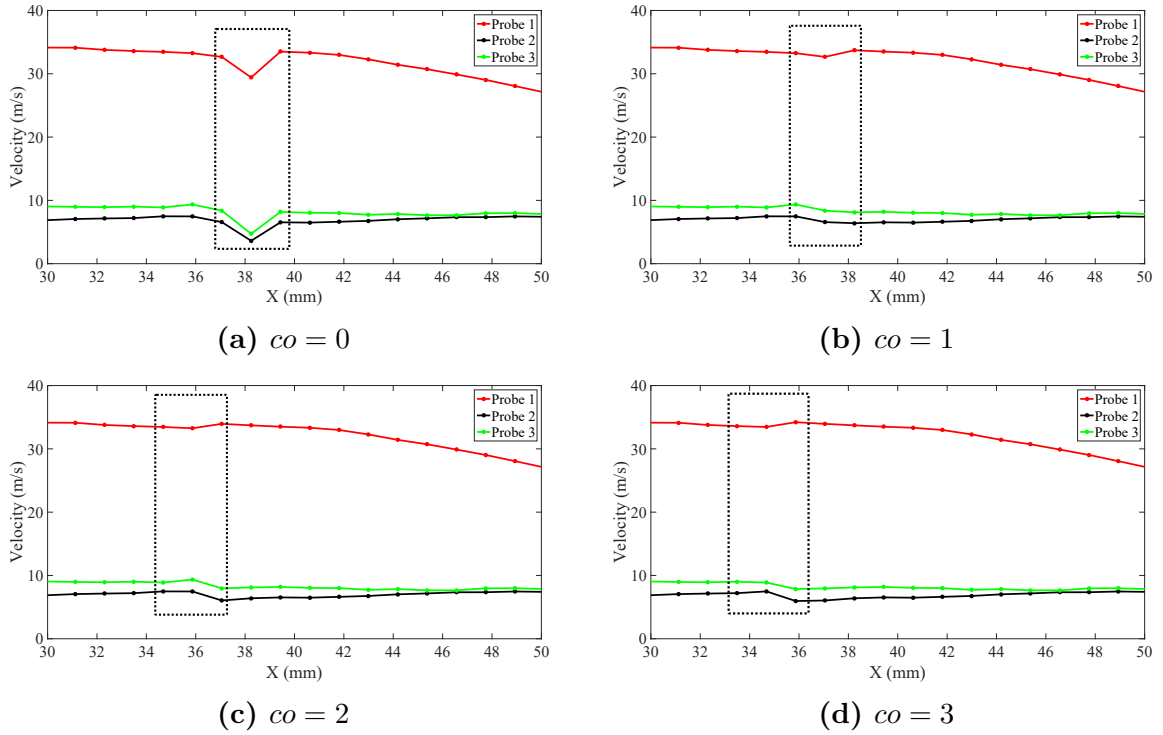 40
30
20
10
0
Velocity (m/s)
30 32 34 36 38 40 42 44 46 48 50
X (mm)
Probe 1
Probe 2
Probe 3
(a) co = 0
40
30
20
10
0
Velocity (m/s)
30 32 34 36 38 40 42 44 46 48 50
X (mm)
Probe 1
Probe 2
Probe 3
(b) co = 1
40
30
20
10
0
Velocity (m/s)
30 32 34 36 38 40 42 44 46 48 50
X (mm)
Probe 1
Probe 2
Probe 3
(c) co = 2
40
30
20
10
0
Velocity (m/s)
30 32 34 36 38 40 42 44 46 48 50
X (mm)
Probe 1
Probe 2
Probe 3
(d) co = 3